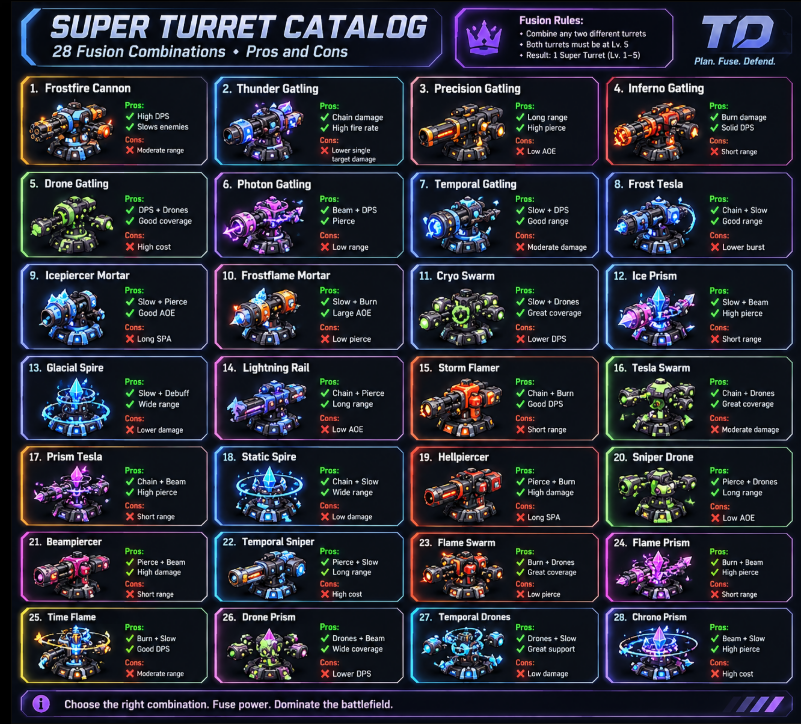 SUPER TURRET CATALOG
28 Fusion Combinations • Pros and Cons
Fusion Rules:
• Combine any two different turrets
• Both turrets must be at Lv. 5
• Result: 1 Super Turret (Lv. 1–5)
TD
Plan. Fuse. Defend.
1. Frostfire Cannon
Pros:
✓ High DPS
✓ Slows enemies
Cons:
✗ Moderate range
2. Thunder Gatling
Pros:
✓ Chain damage
✓ High fire rate
Cons:
✗ Lower single
target damage
3. Precision Gatling
Pros:
✓ Long range
✓ High pierce
Cons:
✗ Low AOE
4. Inferno Gatling
Pros:
✓ Burn damage
✓ Solid DPS
Cons:
✗ Short range
5. Drone Gatling
Pros:
✓ DPS + Drones
✓ Good coverage
Cons:
✗ High cost
6. Photon Gatling
Pros:
✓ Beam + DPS
✓ Pierce
Cons:
✗ Low range
7. Temporal Gatling
Pros:
✓ Slow + DPS
✓ Good range
Cons:
✗ Moderate damage
8. Frost Tesla
Pros:
✓ Chain + Slow
✓ Good range
Cons:
✗ Lower burst
9. Icepiercer Mortar
Pros:
✓ Slow + Pierce
✓ Good AOE
Cons:
✗ Long SPA
10. Frostflame Mortar
Pros:
✓ Slow + Burn
✓ Large AOE
Cons:
✗ Low pierce
11. Cryo Swarm
Pros:
✓ Slow + Drones
✓ Great coverage
Cons:
✗ Lower DPS
12. Ice Prism
Pros:
✓ Slow + Beam
✓ High pierce
Cons:
✗ Short range
13. Glacial Spire
Pros:
✓ Slow + Debuff
✓ Wide range
Cons:
✗ Lower damage
14. Lightning Rail
Pros:
✓ Chain + Pierce
✓ Long range
Cons:
✗ Low AOE
15. Storm Flamer
Pros:
✓ Chain + Burn
✓ Good DPS
Cons:
✗ Short range
16. Tesla Swarm
Pros:
✓ Chain + Drones
✓ Great coverage
Cons:
✗ Moderate damage
17. Prism Tesla
Pros:
✓ Chain + Beam
✓ High pierce
Cons:
✗ Short range
18. Static Spire
Pros:
✓ Chain + Slow
✓ Wide range
Cons:
✗ Low damage
19. Hellpiercer
Pros:
✓ Pierce + Burn
✓ High damage
Cons:
✗ Long SPA
20. Sniper Drone
Pros:
✓ Pierce + Drones
✓ Long range
Cons:
✗ Low AOE
21. Beampiercer
Pros:
✓ Pierce + Beam
✓ High damage
Cons:
✗ Short range
22. Temporal Sniper
Pros:
✓ Pierce + Slow
✓ Long range
Cons:
✗ High cost
23. Flame Swarm
Pros:
✓ Burn + Drones
✓ Great coverage
Cons:
✗ Low pierce
24. Flame Prism
Pros:
✓ Burn + Beam
✓ High pierce
Cons:
✗ Short range
25. Time Flame
Pros:
✓ Burn + Slow
✓ Good DPS
Cons:
✗ Moderate range
26. Drone Prism
Pros:
✓ Drones + Beam
✓ Wide coverage
Cons:
✗ Lower DPS
27. Temporal Drones
Pros:
✓ Drones + Slow
✓ Great support
Cons:
✗ Low damage
28. Chrono Prism
Pros:
✓ Beam + Slow
✓ High pierce
Cons:
✗ High cost
i Choose the right combination. Fuse power. Dominate the battlefield.